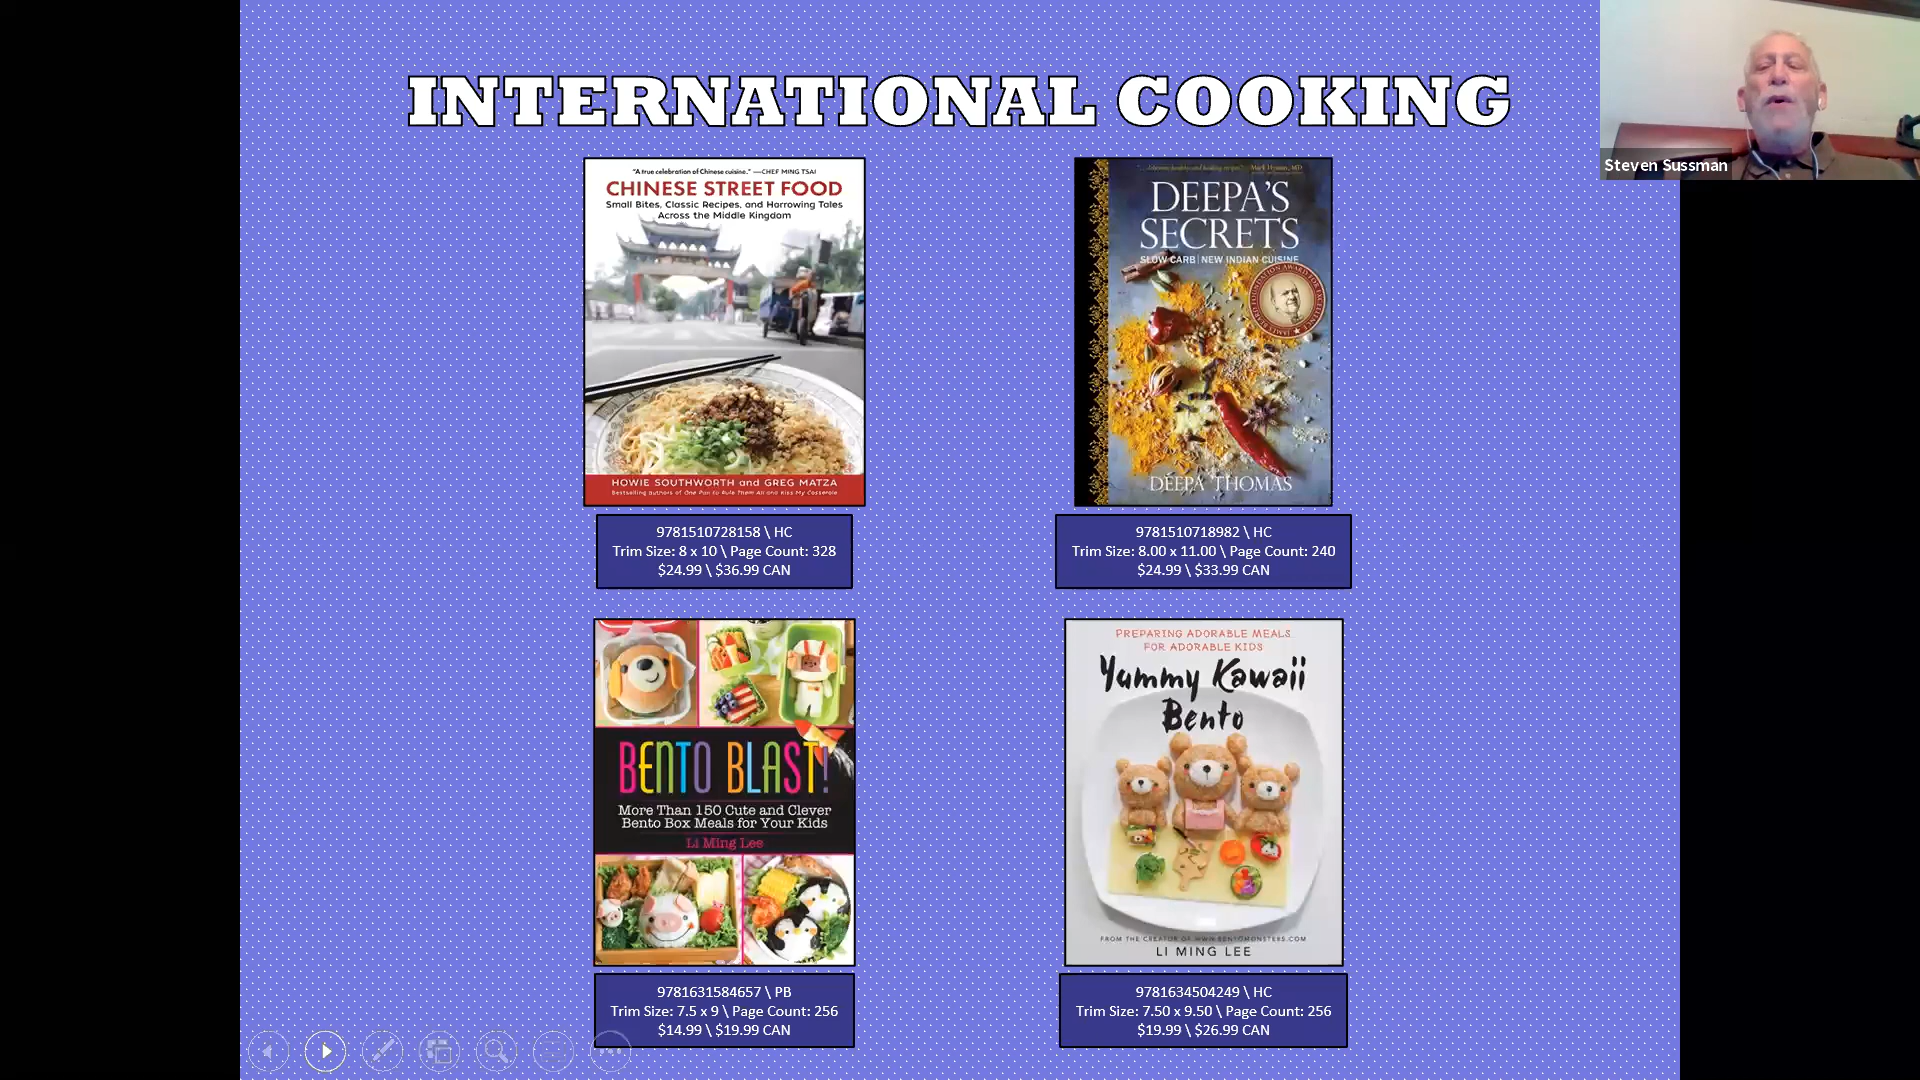 INTERNATIONAL COOKING
Steven Sussman
"A true celebration of Chinese cuisine." —CHEF MING TSAI
CHINESE STREET FOOD
Small Bites, Classic Recipes, and Harrowing Tales
Across the Middle Kingdom
HOWIE SOUTHWORTH and GREG MATZA
Bestselling authors of One Pan to Rule Them All and Kiss My Casserole
9781510728158 \ HC
Trim Size: 8 x 10 \ Page Count: 328
$24.99 \ $36.99 CAN
DEEPA'S
SECRETS
SLOW CARB | NEW INDIAN CUISINE
JAMES BEARD FOUNDATION AWARD FOR EXCELLENCE
DEEPA THOMAS
9781510718982 \ HC
Trim Size: 8.00 x 11.00 \ Page Count: 240
$24.99 \ $33.99 CAN
BENTO BLAST!
More Than 150 Cute and Clever
Bento Box Meals for Your Kids
Li Ming Lee
9781631584657 \ PB
Trim Size: 7.5 x 9 \ Page Count: 256
$14.99 \ $19.99 CAN
PREPARING ADORABLE MEALS
FOR ADORABLE KIDS
Yummy Kawaii
Bento
FROM THE CREATOR OF WWW.BENTOMONSTERS.COM
LI MING LEE
9781634504249 \ HC
Trim Size: 7.50 x 9.50 \ Page Count: 256
$19.99 \ $26.99 CAN